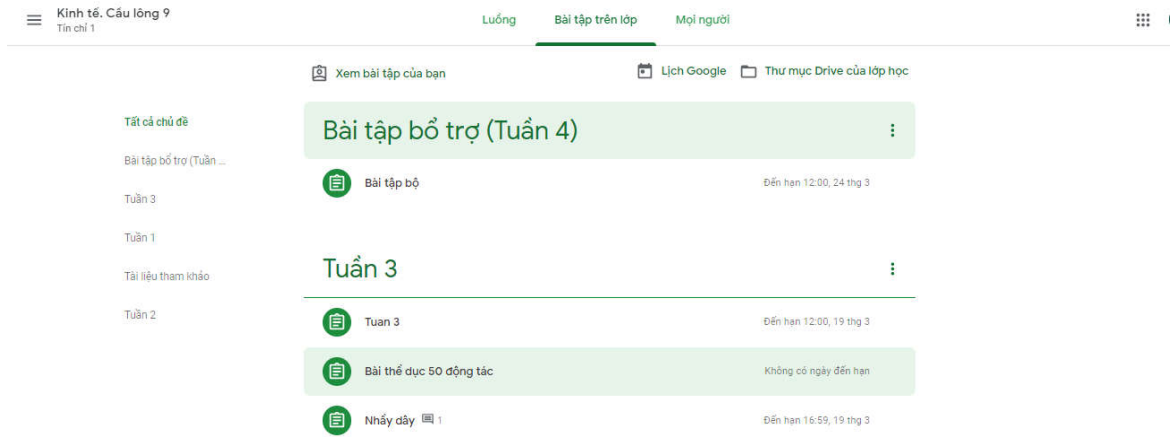 Kinh tế. Cầu lông 9
Tín chỉ 1
Luồng
Bài tập trên lớp
Mọi người
Xem bài tập của bạn
Lịch Google
Thư mục Drive của lớp học
Tất cả chủ đề
Bài tập bổ trợ (Tuần ...
Tuần 3
Tuần 1
Tài liệu tham khảo
Tuần 2
Bài tập bổ trợ (Tuần 4)
Bài tập bộ
Đến hạn 12:00, 24 thg 3
Tuần 3
Tuan 3
Đến hạn 12:00, 19 thg 3
Bài thể dục 50 động tác
Không có ngày đến hạn
Nhẩy dây 1
Đến hạn 16:59, 19 thg 3